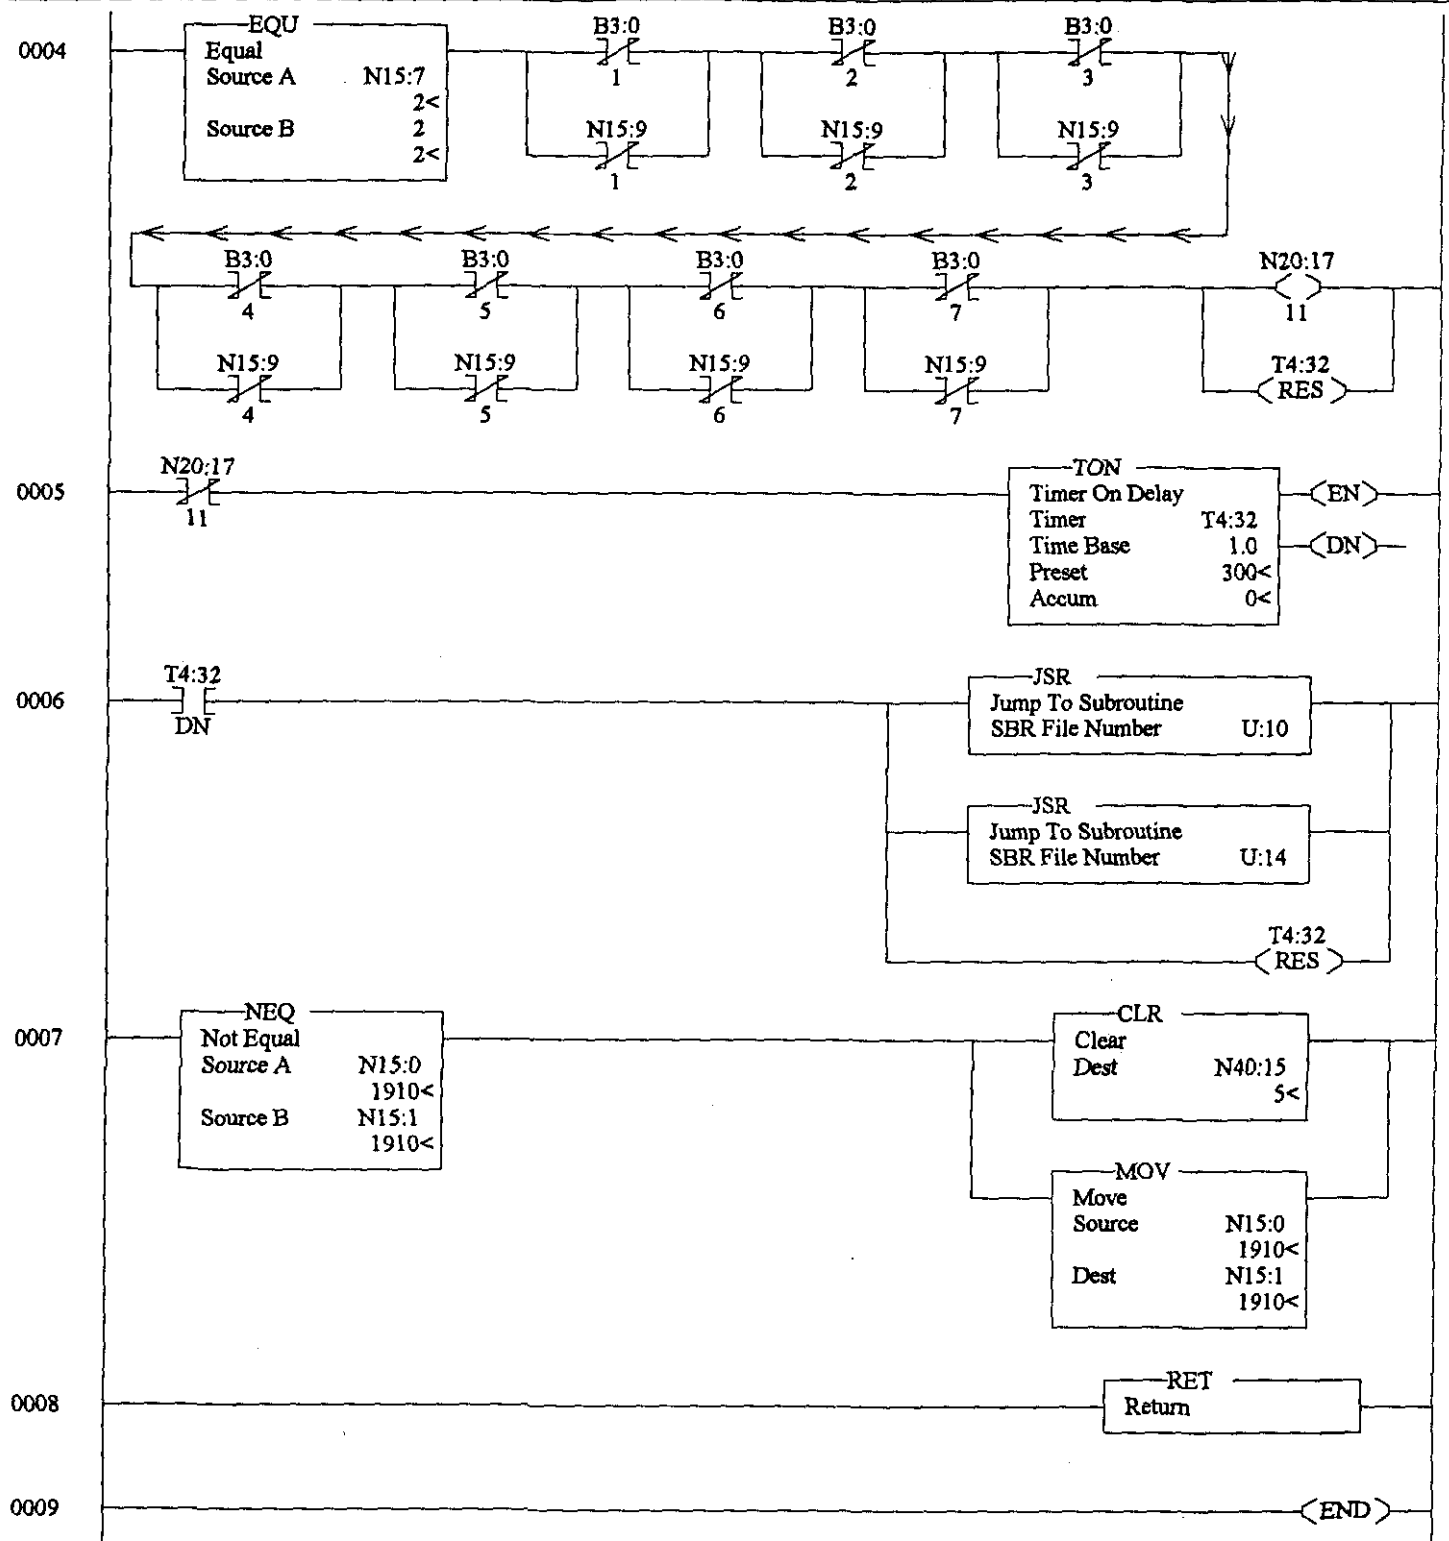 0004
EQU
Equal
Source A N15:7
2<
Source B 2
2<
B3:0 B3:0 B3:0
1 2 3
N15:9 N15:9 N15:9
1 2 3
B3:0 B3:0 B3:0 B3:0 N20:17
4 5 6 7 11
N15:9 N15:9 N15:9 N15:9 T4:32
RES
4 5 6 7
0005
N20:17
11
TON
Timer On Delay
Timer T4:32
Time Base 1.0
Preset 300<
Accum 0<
EN
DN
0006
T4:32
DN
JSR
Jump To Subroutine
SBR File Number U:10
JSR
Jump To Subroutine
SBR File Number U:14
T4:32
RES
0007
NEQ
Not Equal
Source A N15:0
1910<
Source B N15:1
1910<
CLR
Clear
Dest N40:15
5<
MOV
Move
Source N15:0
1910<
Dest N15:1
1910<
0008
RET
Return
0009
END